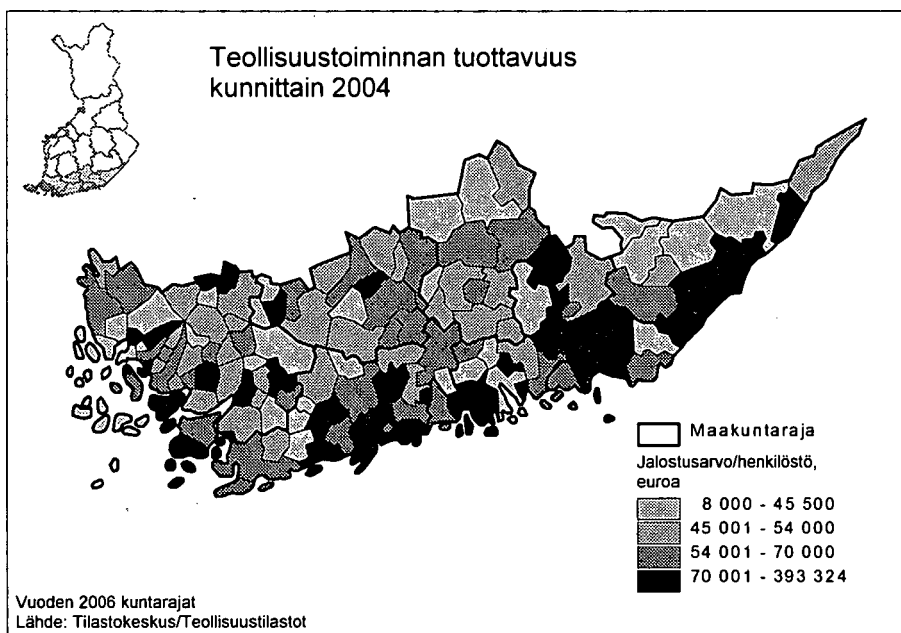 Teollisuustoiminnan tuottavuus
kunnittain 2004
Maakuntaraja
Jalostusarvo/henkilöstö,
euroa
8 000 - 45 500
45 001 - 54 000
54 001 - 70 000
70 001 - 393 324
Vuoden 2006 kuntarajat
Lähde: Tilastokeskus/Teollisuustilastot